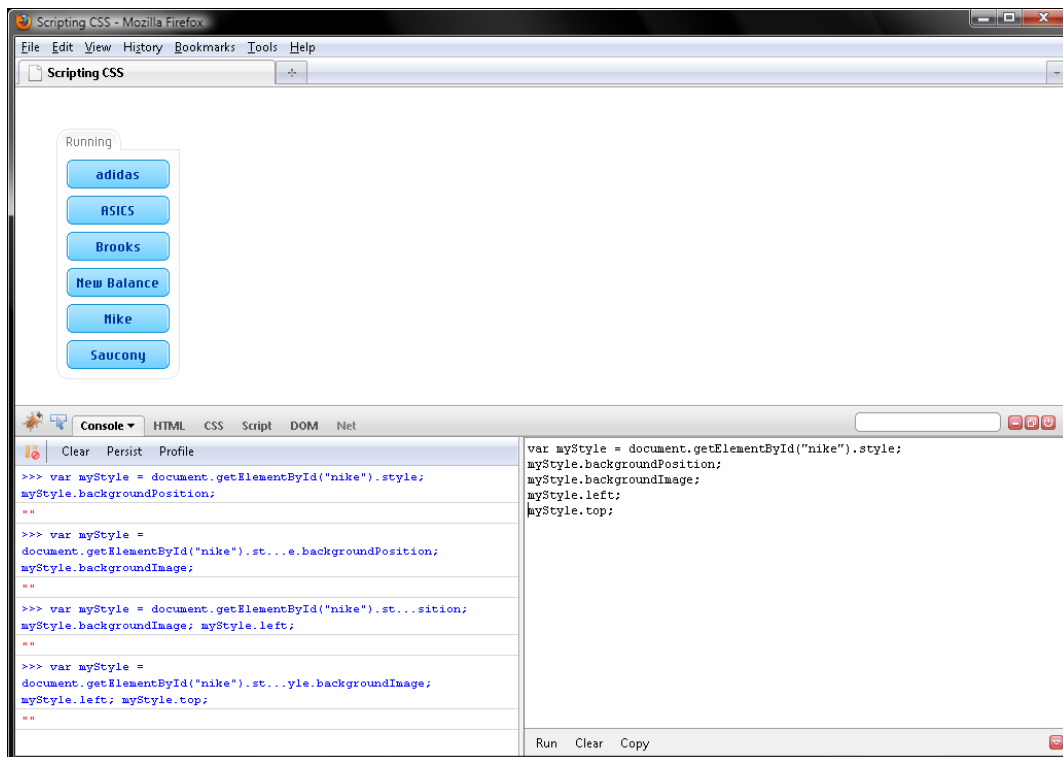 Scripting CSS - Mozilla Firefox
File Edit View History Bookmarks Tools Help
Scripting CSS
Running
adidas
ASICS
Brooks
New Balance
Nike
Saucony
Console HTML CSS Script DOM Net
Clear Persist Profile
>>> var myStyle = document.getElementById("nike").style;
myStyle.backgroundPosition;
""
>>> var myStyle =
document.getElementById("nike").st...e.backgroundPosition;
myStyle.backgroundImage;
""
>>> var myStyle = document.getElementById("nike").st...sition;
myStyle.backgroundImage; myStyle.left;
""
>>> var myStyle =
document.getElementById("nike").st...yle.backgroundImage;
myStyle.left; myStyle.top;
""
var myStyle = document.getElementById("nike").style;
myStyle.backgroundPosition;
myStyle.backgroundImage;
myStyle.left;
myStyle.top;
Run Clear Copy